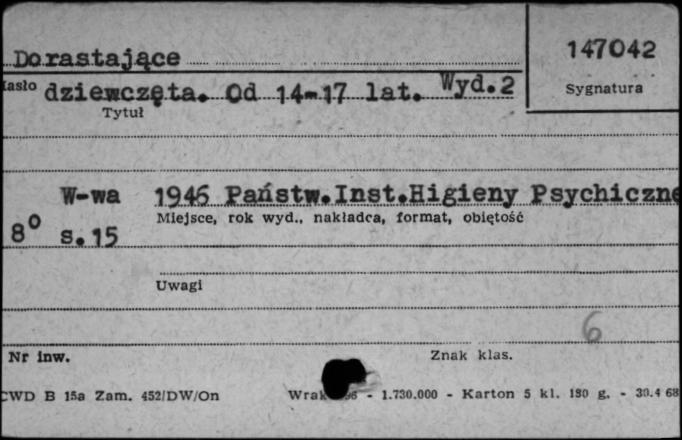 Dorastające
147042
Hasło dziewczęta. Od 14-17 lat. Wyd.2
Sygnatura
Tytuł
W-wa 1946 Państw.Inst.Higieny Psychiczne
Miejsce, rok wyd., nakładca, format, objętość
8° s.15
Uwagi
6
Nr inw.
Znak klas.
CWD B 15a Zam. 452/DW/On - 1.730.000 - Karton 5 kl. 180 g. - 30.4 68